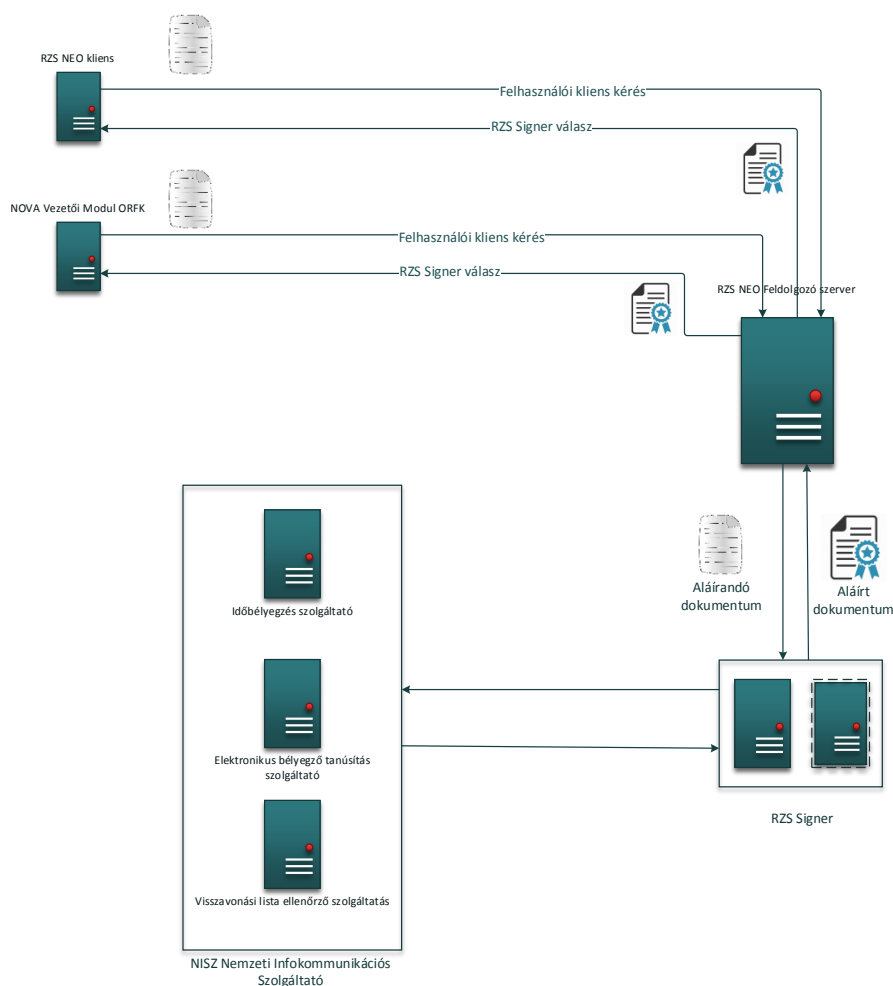 RZS NEO kliens
Felhasználói kliens kérés
RZS Signer válasz
NOVA Vezetői Modul ORFK
Felhasználói kliens kérés
RZS Signer válasz
RZS NEO Feldolgozó szerver
Aláírandó
dokumentum
Aláírt
dokumentum
Időbélyegzés szolgáltató
Elektronikus bélyegző tanúsítás
szolgáltató
Visszavonási lista ellenőrző szolgáltatás
RZS Signer
NISZ Nemzeti Infokommunikációs
Szolgáltató